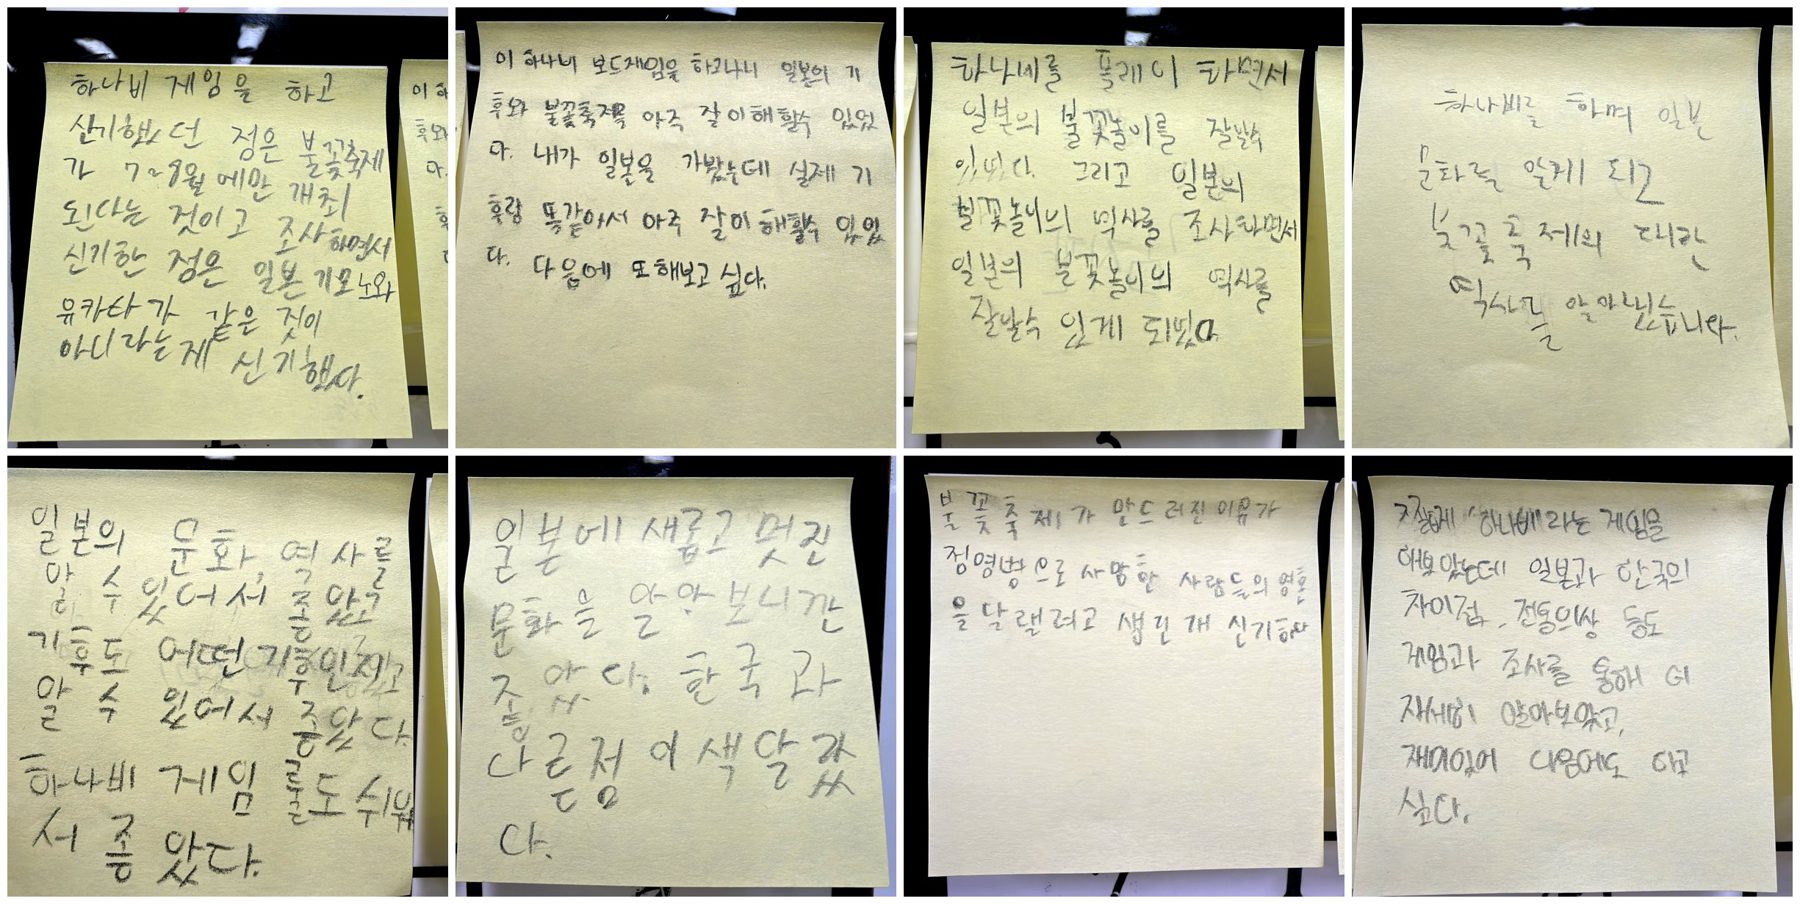 하나비 게임을 하고
신기했던 점은 불꽃축제
가 7~8월에만 개최
된다는 것이고 조사하면서
신기한 점은 일본 기모노와
유카타가 같은 것이
아니라는제 신기했다.
이 하나비 보드게임을 하고나니 일본의 기
후와 불꽃축제목 아주 잘이해할수 있었
다. 내가 일본을 가봤는데 실제 기
후랑 똑같아서 아주 잘이해할수 있었
다. 다음에 또해보고 싶다.
하나비를 플레이 하면서
일본의 불꽃놀이를 잘알수
있었다. 그리고 일본의
불꽃놀이의 역사를 조사하면서
일본의 불꽃놀이의 역사를
잘알수 있게 되었다.
하나비를 하며 일본
문화를 알게 되고
불꽃축제의 대한
역사를 알아봤습니다.
일본의 문화, 역사를
알 수 있어서 좋았고
기후도 어떤기후인지고
알 수 있어서 좋았다.
하나비 게임 룰도 쉬워
서 좋았다.
일본에 새롭고 멋진
문화를 알아보니깐
좋았다. 한국과
다른점이 색달랐
다.
불꽃축제가 만드러진 이유가
전영병으로 사망한 사람들의 영혼
을 달랠려고 생긴게 신기하다
"하나비"라는 게임을
해보았는데 일본과 한국의
차이점, 전통의상 등도
게임과 조사를 통해 더
자세히 알아보았고,
재미있어 다음에도 하고
싶다.